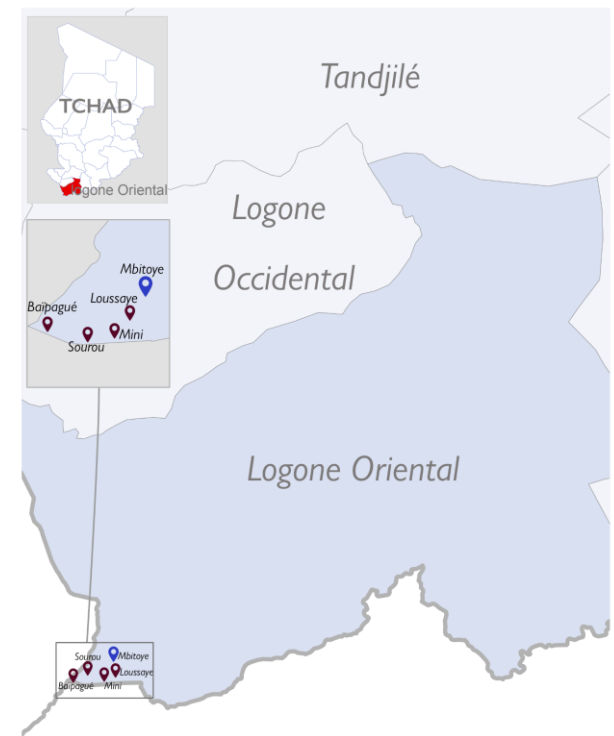 TCHAD
logone Oriental
Tandjilé
Logone
Occidental
Mbitoye
Loussaye
Baïpagué
Mini
Sourou
Logone Oriental
Sourou
Mbitoye
Loussaye
Baïpagué
Mini